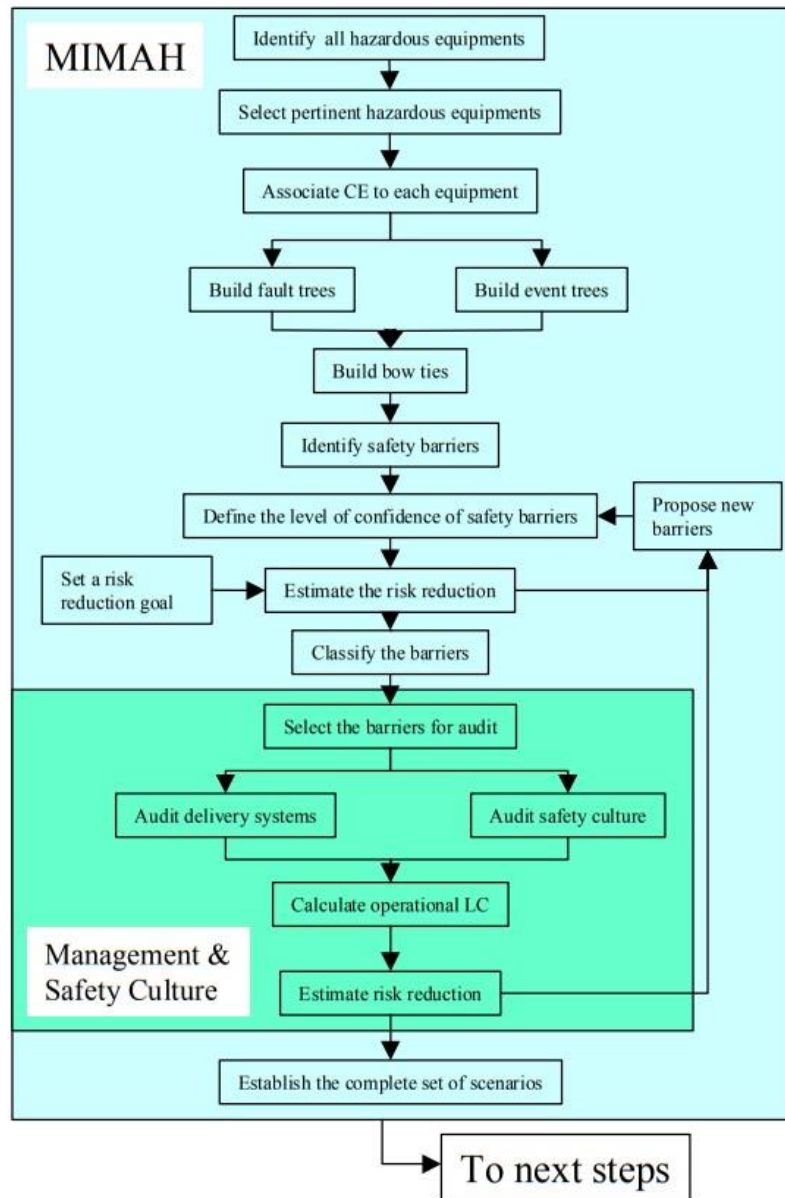 MIMAH
Identify all hazardous equipments
Select pertinent hazardous equipments
Associate CE to each equipment
Build fault trees
Build event trees
Build bow ties
Identify safety barriers
Define the level of confidence of safety barriers
Propose new
barriers
Set a risk
reduction goal
Estimate the risk reduction
Classify the barriers
Select the barriers for audit
Audit delivery systems
Audit safety culture
Calculate operational LC
Management &
Safety Culture
Estimate risk reduction
Establish the complete set of scenarios
To next steps